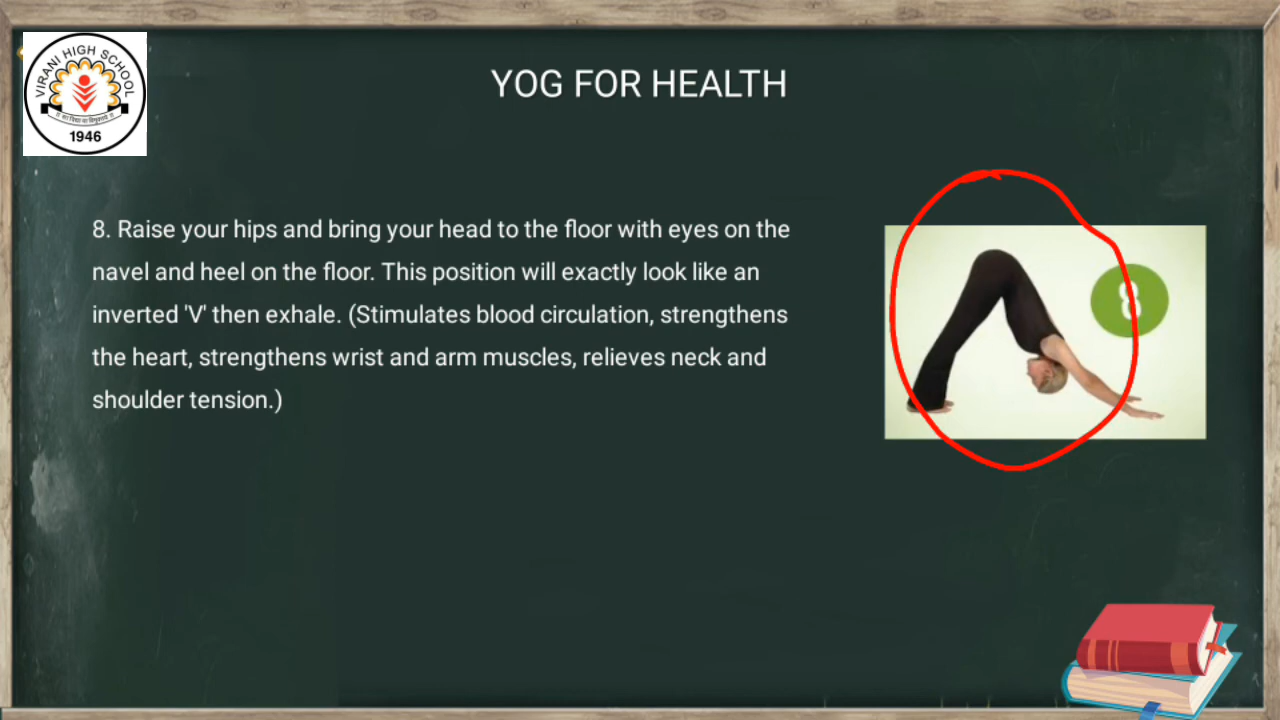 VIRANI HIGH SCHOOL
1946
YOG FOR HEALTH
8. Raise your hips and bring your head to the floor with eyes on the
navel and heel on the floor. This position will exactly look like an
inverted 'V' then exhale. (Stimulates blood circulation, strengthens
the heart, strengthens wrist and arm muscles, relieves neck and
shoulder tension.)
8